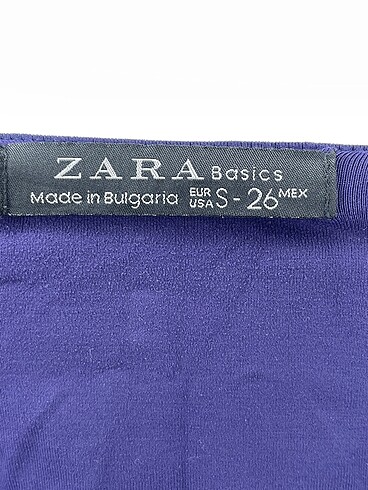 ZARA Basics
Made in Bulgaria EUR USA S - 26 MEX